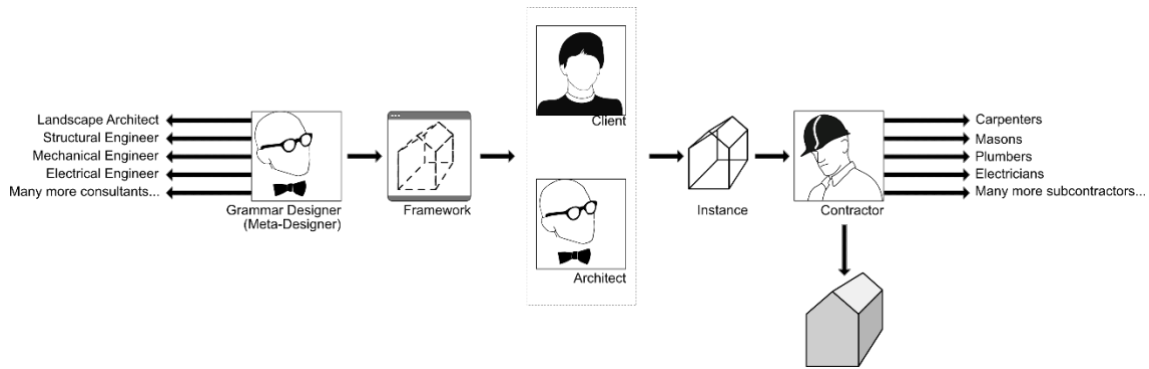 Landscape Architect
Structural Engineer
Mechanical Engineer
Electrical Engineer
Many more consultants...
Grammar Designer
(Meta-Designer)
Framework
Client
Architect
Instance
Contractor
Carpenters
Masons
Plumbers
Electricians
Many more subcontractors...